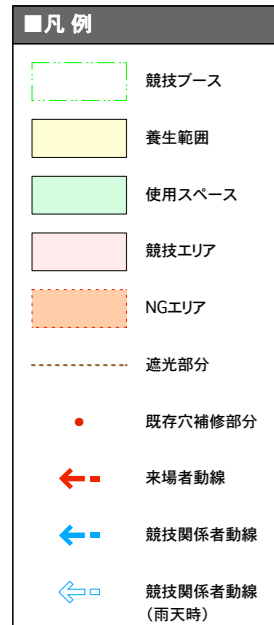 ■凡 例
競技ブース
養生範囲
使用スペース
競技エリア
NGエリア
遮光部分
既存穴補修部分
来場者動線
競技関係者動線
競技関係者動線
(雨天時)